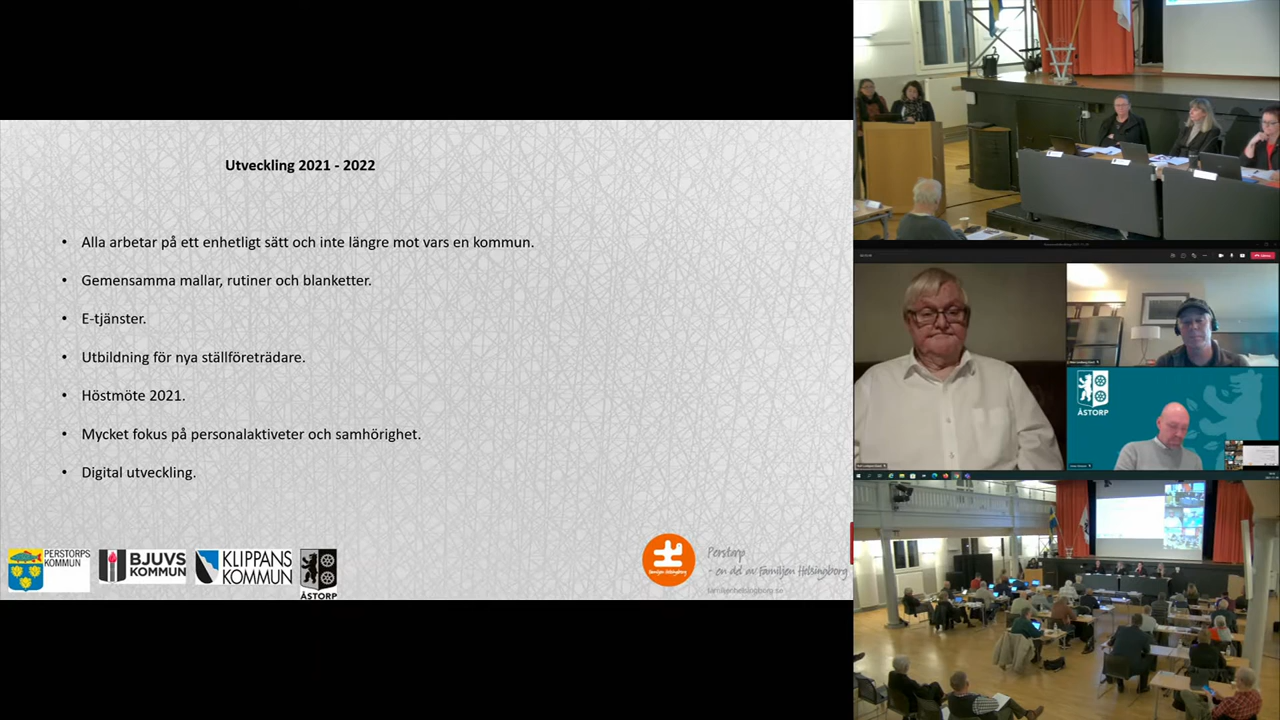 Utveckling 2021 - 2022
• Alla arbetar på ett enhetligt sätt och inte längre mot vars en kommun.
• Gemensamma mallar, rutiner och blanketter.
• E-tjänster.
• Utbildning för nya ställföreträdare.
• Höstmöte 2021.
• Mycket fokus på personalaktiveter och samhörighet.
• Digital utveckling.
PERSTORPS
KOMMUN
BJUVS
KOMMUN
KLIPPANS
KOMMUN
ÅSTORP
Familjen Helsingborg
Perstorp
- en del av Familjen Helsingborg
familjenhelsingborg.se
ÅSTORP